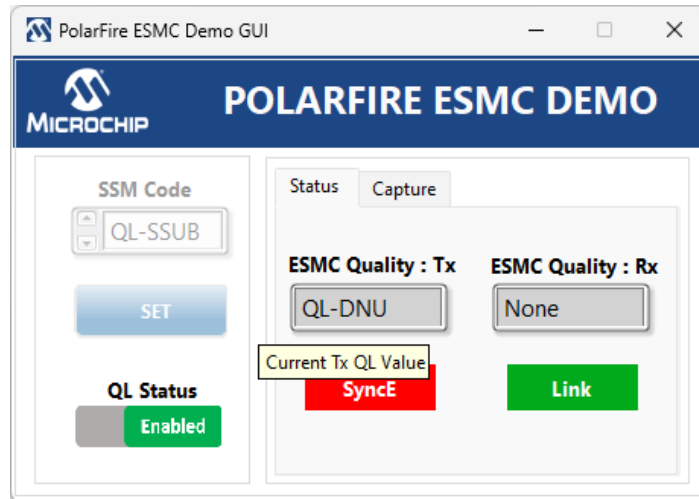 PolarFire ESMC Demo GUI
MICROCHIP
POLARFIRE ESMC DEMO
SSM Code
QL-SSUB
SET
QL Status
Enabled
Status Capture
ESMC Quality : Tx ESMC Quality : Rx
QL-DNU None
Current Tx QL Value
SyncE Link